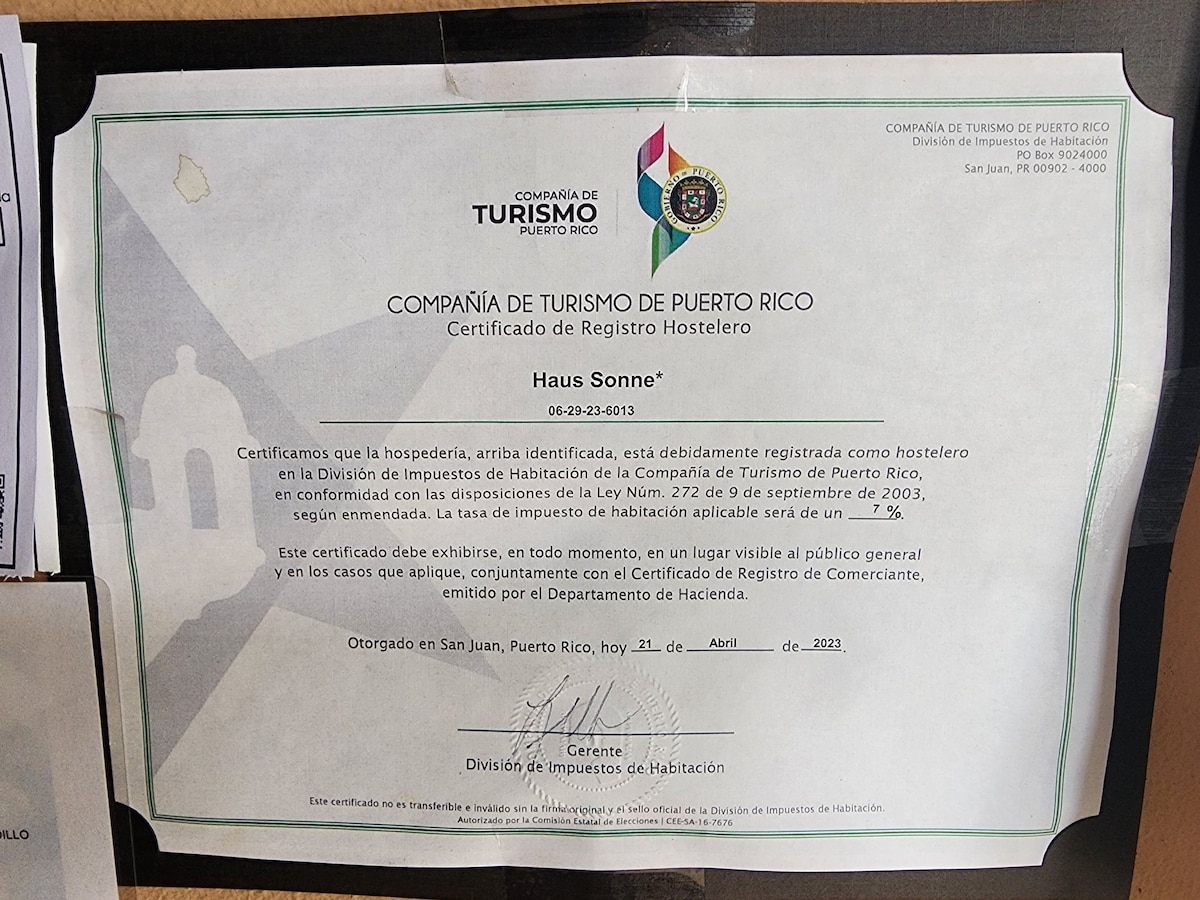 COMPAÑÍA DE TURISMO DE PUERTO RICO
División de Impuestos de Habitación
PO Box 9024000
San Juan, PR 00902 - 4000
COMPAÑÍA DE
TURISMO
PUERTO RICO
GOBIERNO DE PUERTO RICO
COMPAÑÍA DE TURISMO DE PUERTO RICO
Certificado de Registro Hostelero
Haus Sonne*
06-29-23-6013
Certificamos que la hospedería, arriba identificada, está debidamente registrada como hostelero
en la División de Impuestos de Habitación de la Compañía de Turismo de Puerto Rico,
en conformidad con las disposiciones de la Ley Núm. 272 de 9 de septiembre de 2003,
según enmendada. La tasa de impuesto de habitación aplicable será de un 7 %.
Este certificado debe exhibirse, en todo momento, en un lugar visible al público general
y en los casos que aplique, conjuntamente con el Certificado de Registro de Comerciante,
emitido por el Departamento de Hacienda.
Otorgado en San Juan, Puerto Rico, hoy 21 de Abril de 2023.
Gerente
División de Impuestos de Habitación
Este certificado no es transferible e inválido sin la firma original y el sello oficial de la División de Impuestos de Habitación.
Autorizado por la Comisión Estatal de Elecciones | CEE-SA-16-7676
DILLO